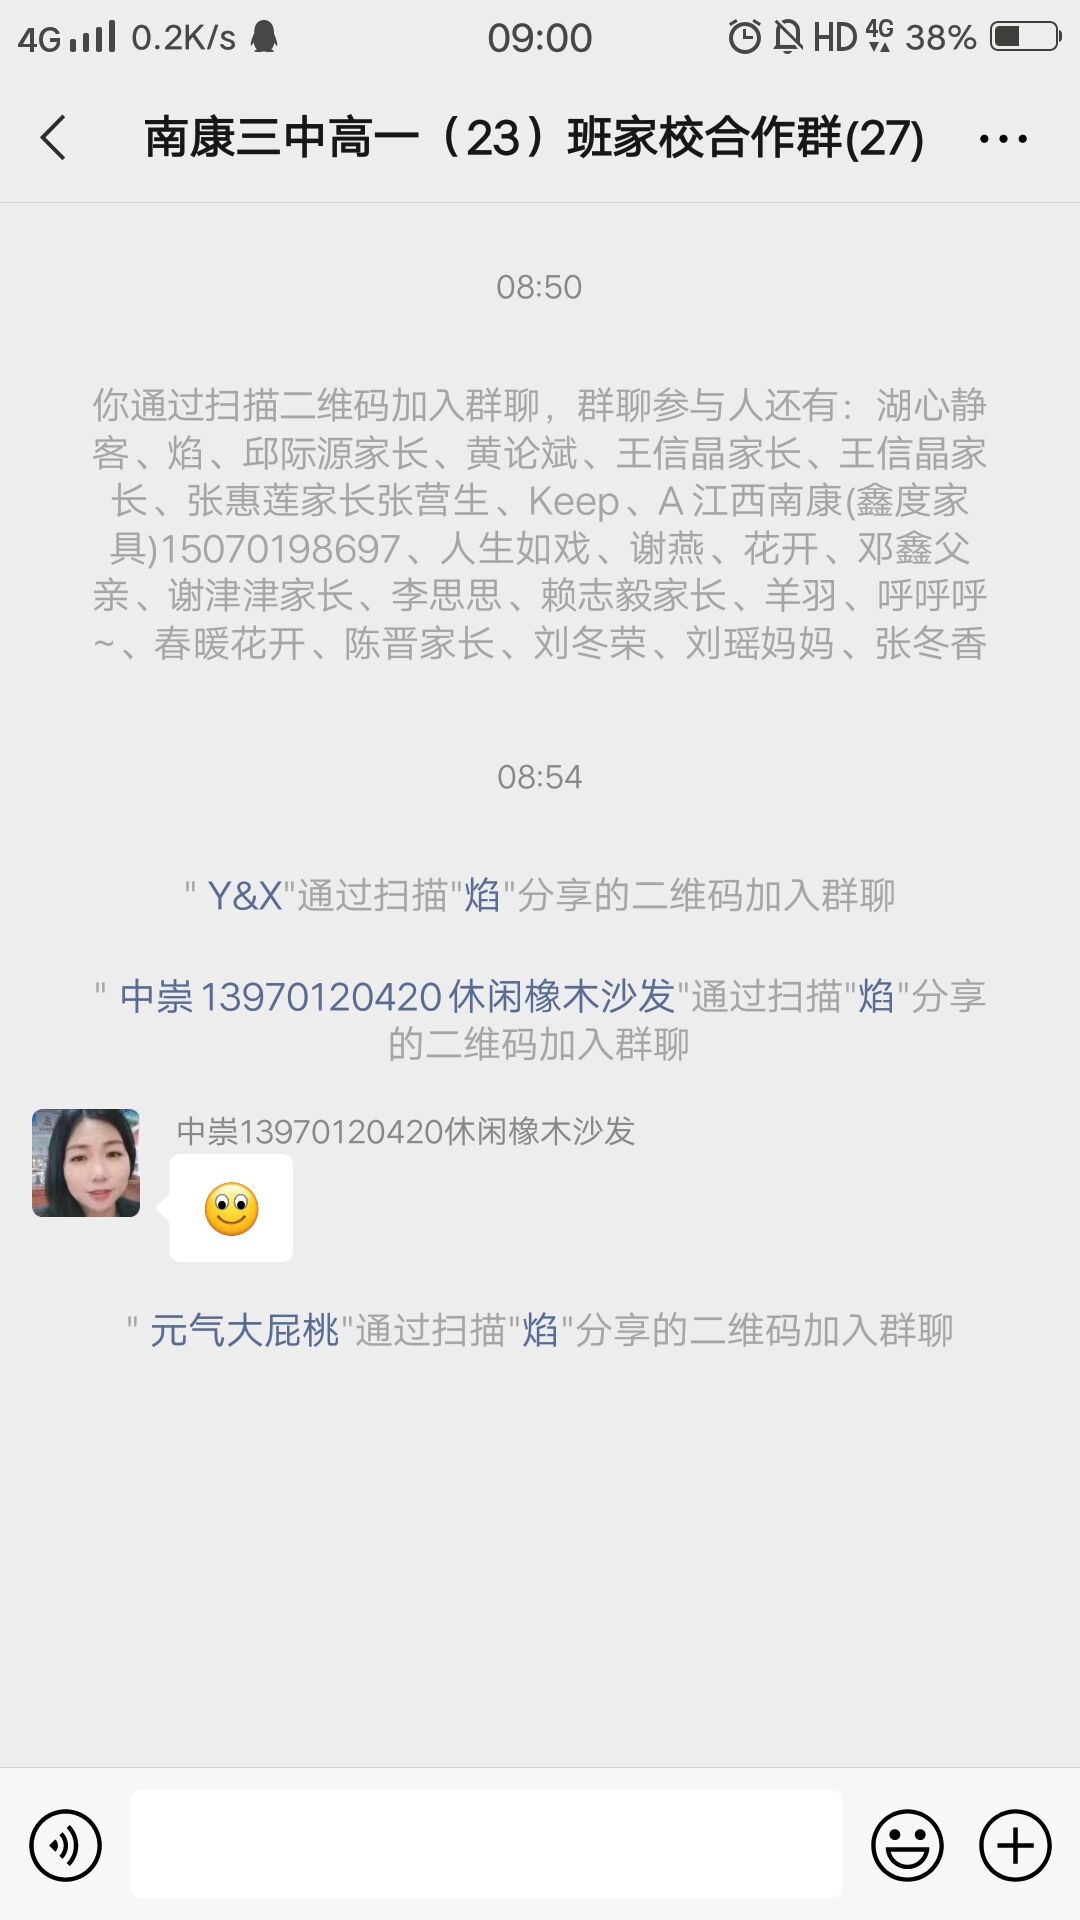 4G 0.2K/s 09:00 HD 4G 38%
南康三中高一（23）班家校合作群(27)
08:50
你通过扫描二维码加入群聊，群聊参与人还有：湖心静
客、焰、邱际源家长、黄论斌、王信晶家长、王信晶家
长、张惠莲家长张营生、Keep、A 江西南康(鑫度家
具)15070198697、人生如戏、谢燕、花开、邓鑫父
亲、谢津津家长、李思思、赖志毅家长、羊羽、呼呼呼
~、春暖花开、陈晋家长、刘冬荣、刘瑶妈妈、张冬香
08:54
" Y&X"通过扫描"焰"分享的二维码加入群聊
" 中崇13970120420休闲橡木沙发"通过扫描"焰"分享
的二维码加入群聊
中崇13970120420休闲橡木沙发
" 元气大屁桃"通过扫描"焰"分享的二维码加入群聊